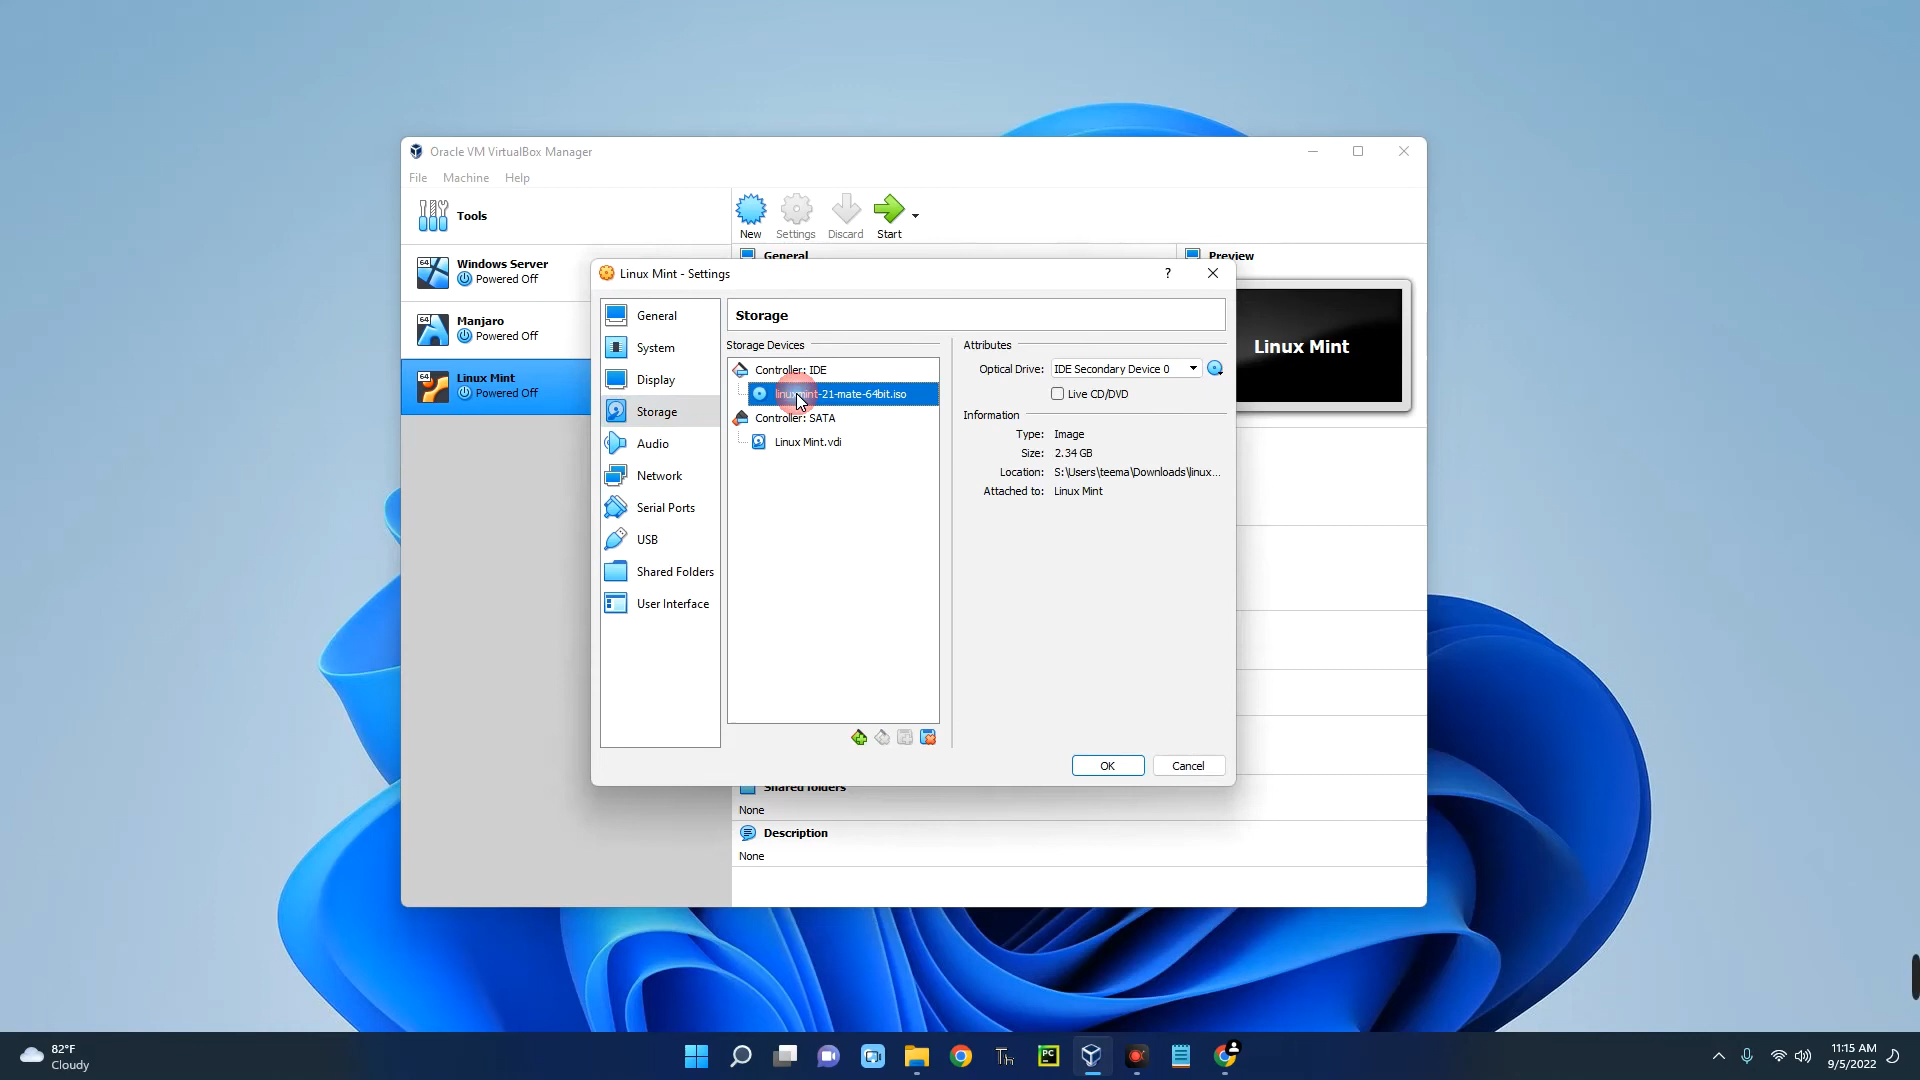 Oracle VM VirtualBox Manager
File Machine Help
Tools
New Settings Discard Start
64 Windows Server
Powered Off
64 Manjaro
Powered Off
64 Linux Mint
Powered Off
General
Preview
Linux Mint
Linux Mint - Settings
?
General
System
Display
Storage
Audio
Network
Serial Ports
USB
Shared Folders
User Interface
Storage
Storage Devices
Controller: IDE
linuxmint-21-mate-64bit.iso
Controller: SATA
Linux Mint.vdi
Attributes
Optical Drive: IDE Secondary Device 0
Live CD/DVD
Information
Type: Image
Size: 2.34 GB
Location: S:\Users\teema\Downloads\linux...
Attached to: Linux Mint
OK Cancel
Shared folders
None
Description
None
82°F
Cloudy
Th
PC
11:15 AM
9/5/2022